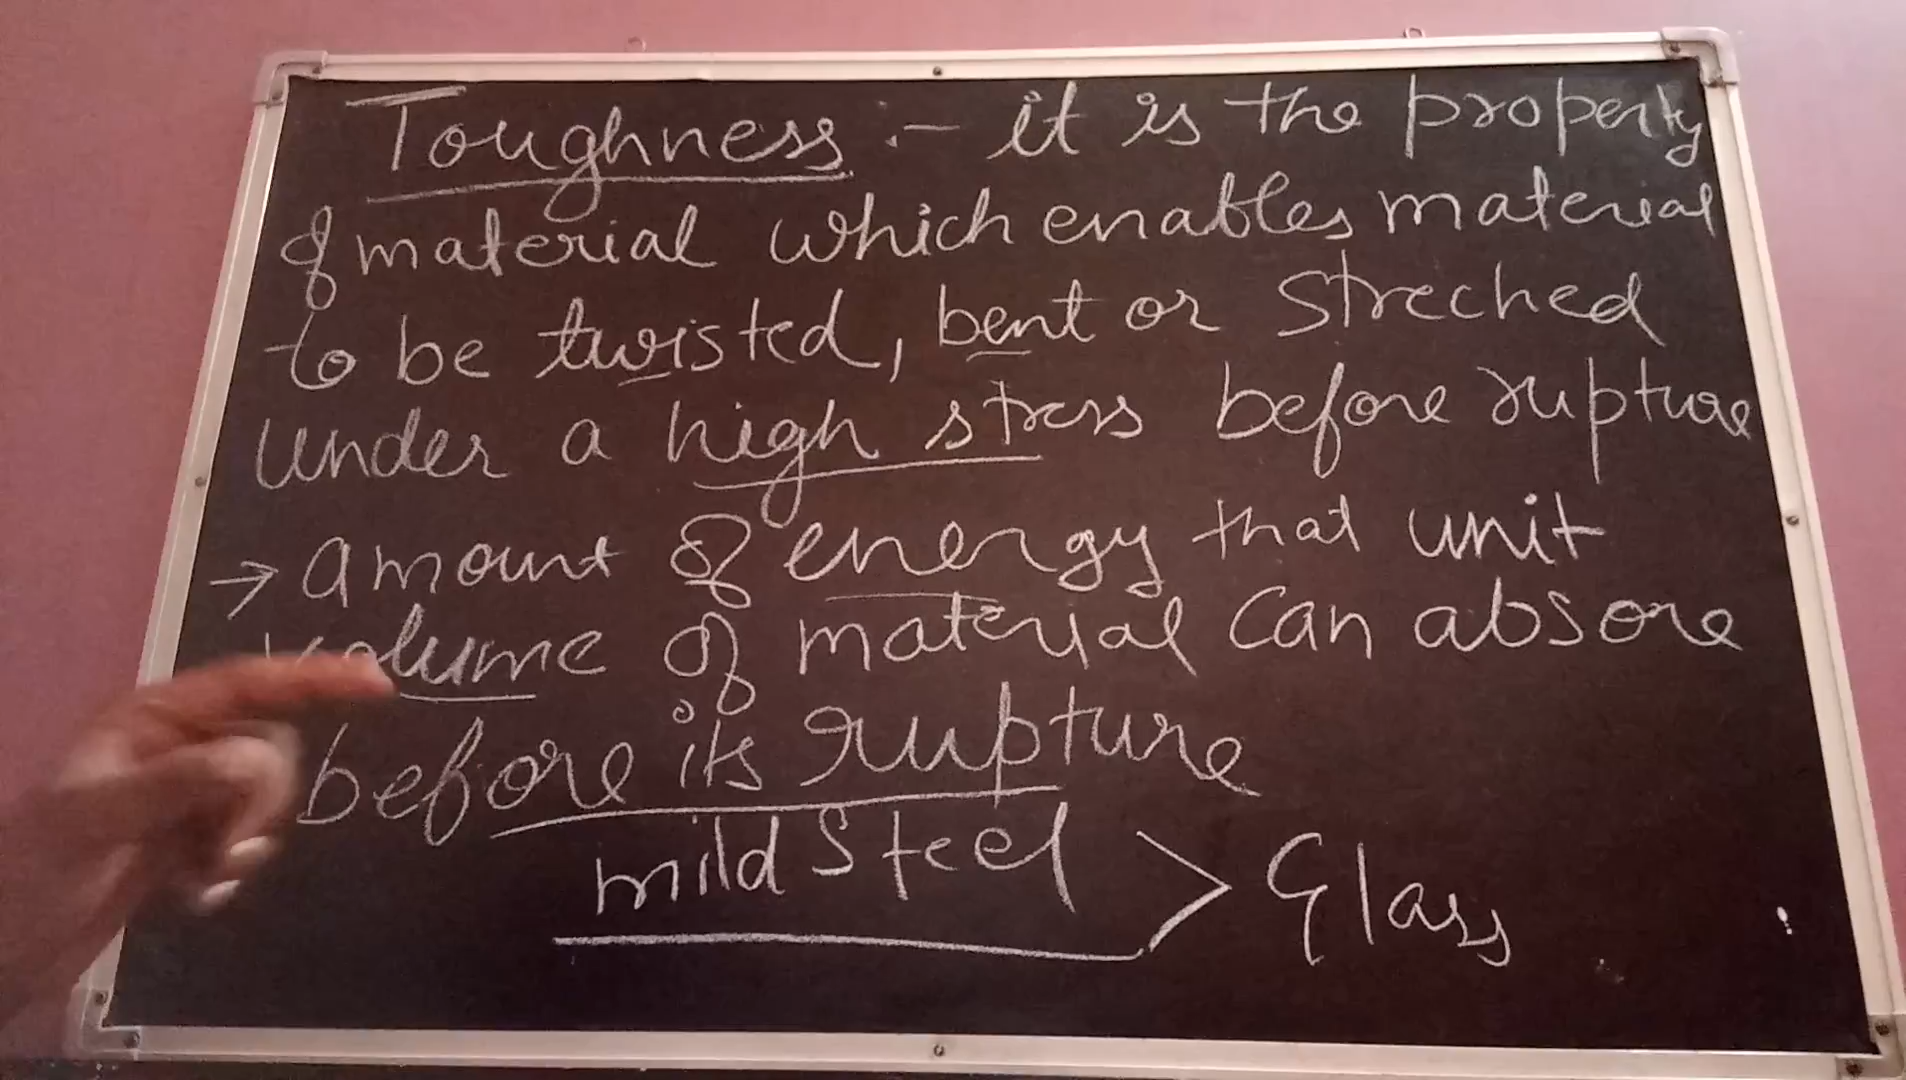 Toughness :- it is the property
of material which enables material
to be twisted, bent or streched
under a high stress before rupture
→ amount of energy that unit
volume of material can absore
before its rupture
mild Steel > Glass